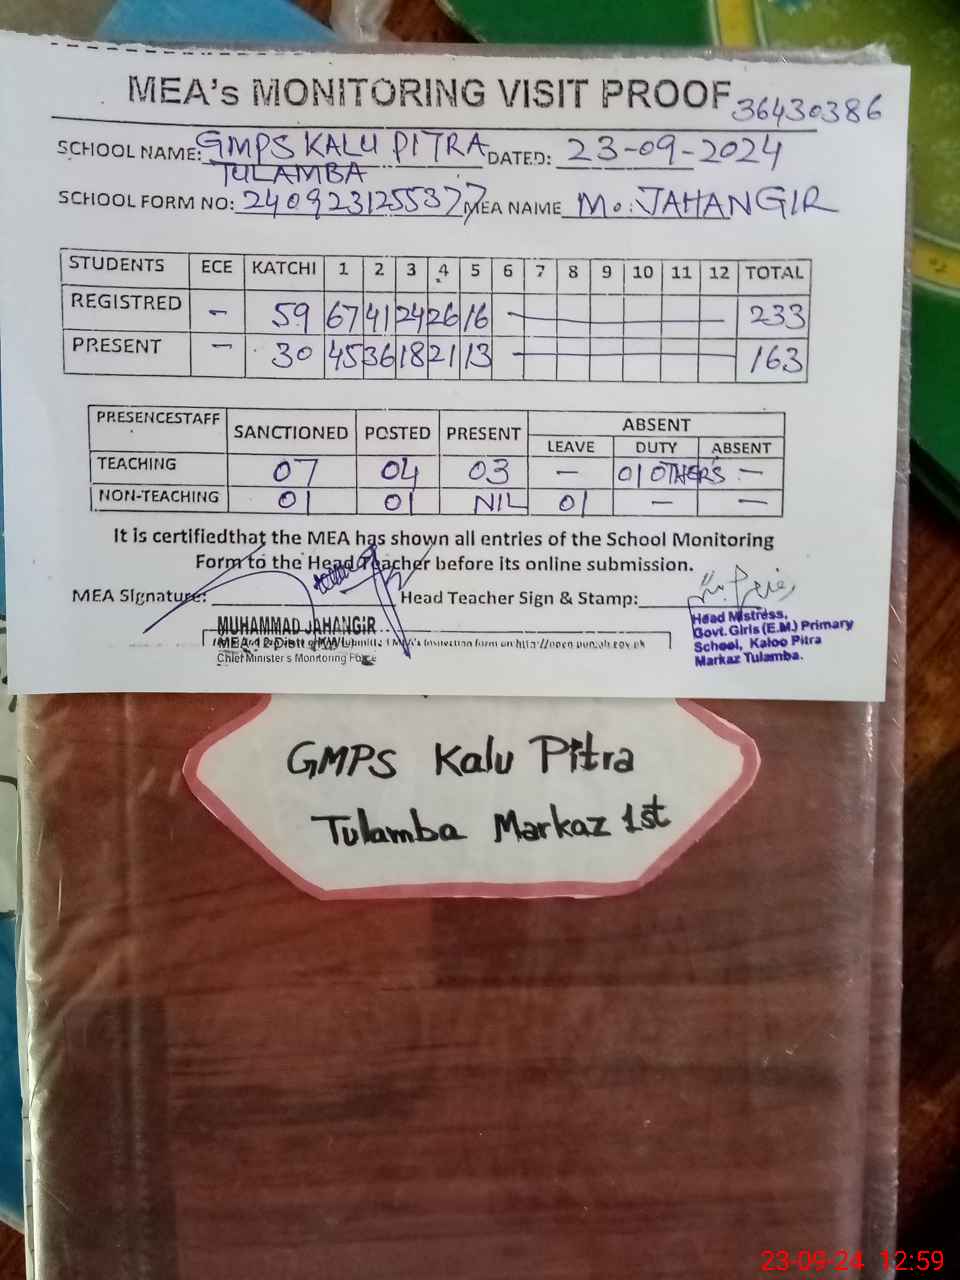 MEA's MONITORING VISIT PROOF 36430386
SCHOOL NAME: GMPS KALU PITRA DATED: 23-09-2024
TULAMBA
SCHOOL FORM NO: 240923125537 MEA NAME M. JAHANGIR
STUDENTS ECE KATCHI 1 2 3 4 5 6 7 8 9 10 11 12 TOTAL
REGISTRED - 59 67 41 24 26 16 233
PRESENT - 30 45 36 18 21 13 163
PRESENCESTAFF SANCTIONED POSTED PRESENT ABSENT
LEAVE DUTY ABSENT
TEACHING 07 04 03 - 01 OTHERS -
NON-TEACHING 01 01 NIL 01 - -
It is certifiedthat the MEA has shown all entries of the School Monitoring
Form to the Head Teacher before its online submission.
MEA Signature: Head Teacher Sign & Stamp:
MUHAMMAD JAHANGIR
Chief Minister's Monitoring Force
Head Mistress,
Govt. Girls (E.M.) Primary
School, Kaloo Pitra
Markaz Tulamba.
GMPS Kalu Pitra
Tulamba Markaz 1st
23-09-24 12:59